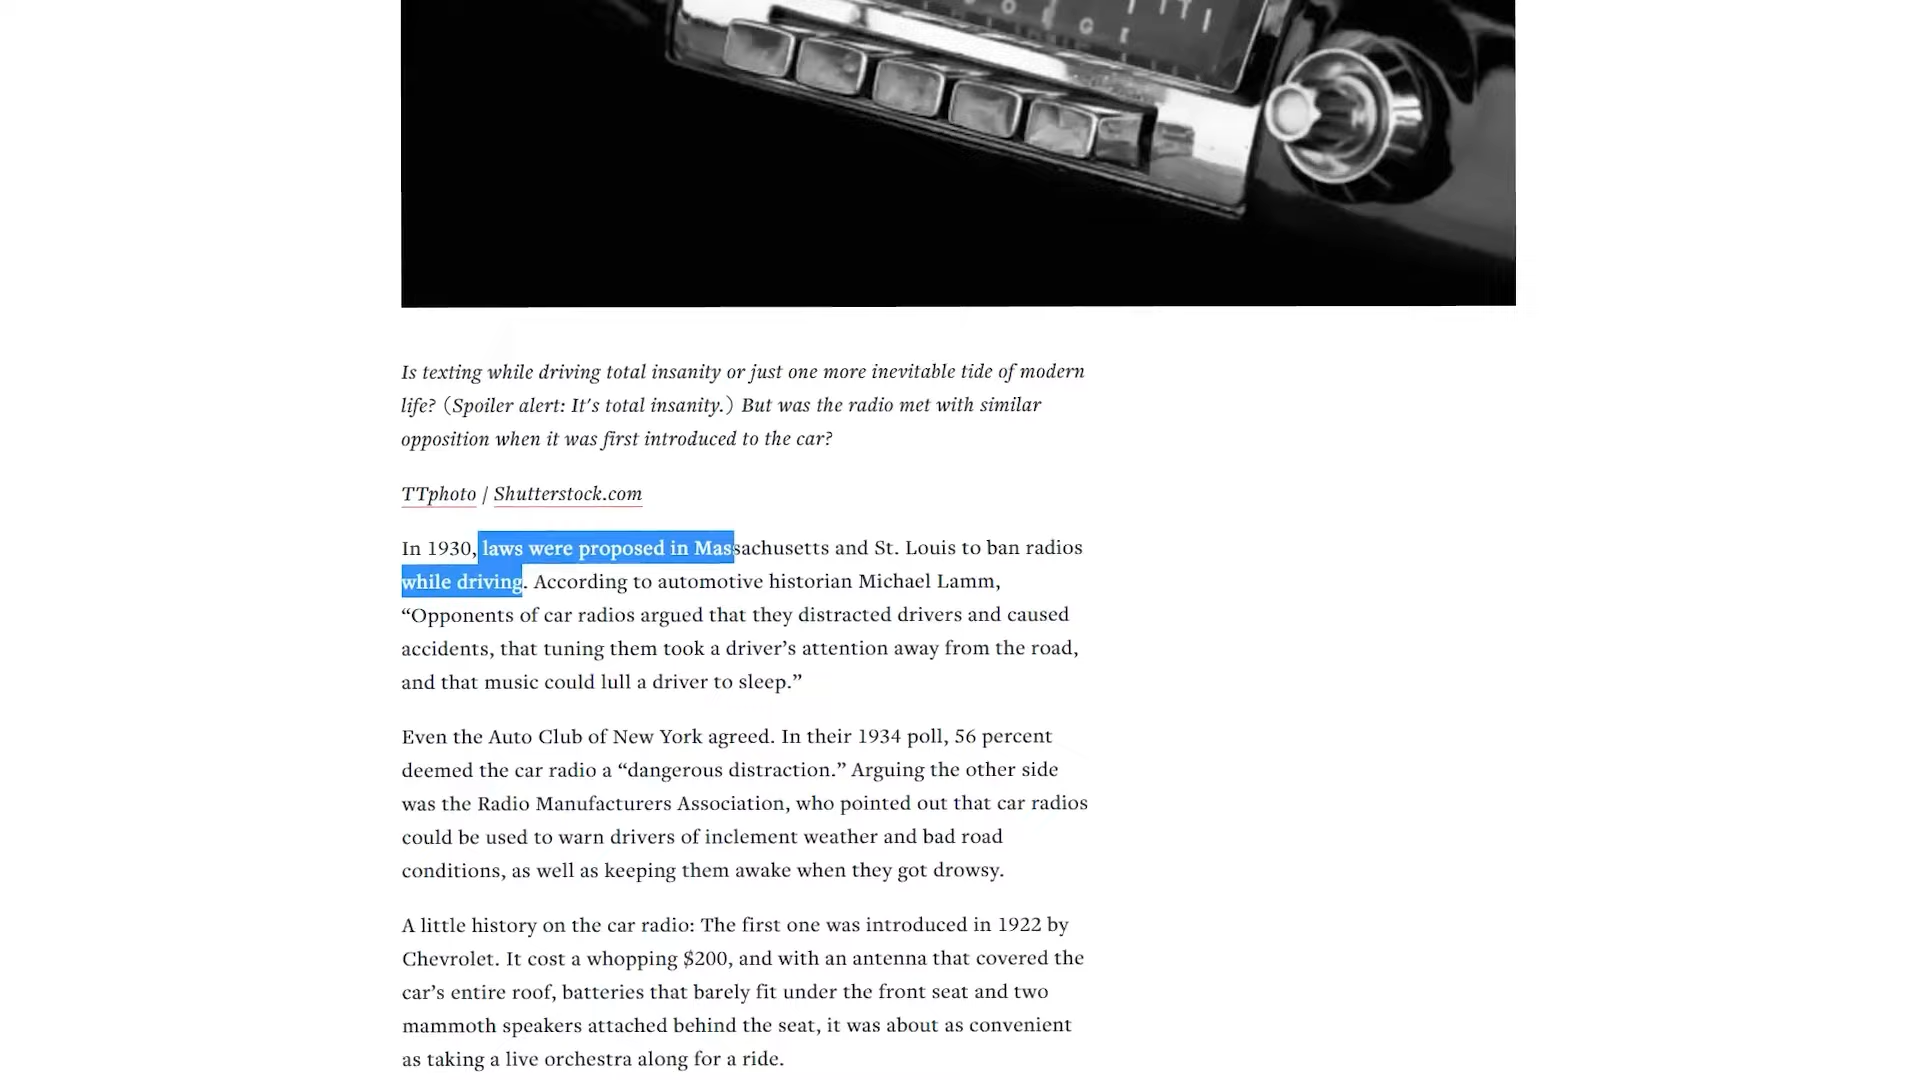 Is texting while driving total insanity or just one more inevitable tide of modern
life? (Spoiler alert: It's total insanity.) But was the radio met with similar
opposition when it was first introduced to the car?
TTphoto / Shutterstock.com
In 1930, laws were proposed in Massachusetts and St. Louis to ban radios
while driving. According to automotive historian Michael Lamm,
“Opponents of car radios argued that they distracted drivers and caused
accidents, that tuning them took a driver’s attention away from the road,
and that music could lull a driver to sleep.”
Even the Auto Club of New York agreed. In their 1934 poll, 56 percent
deemed the car radio a “dangerous distraction.” Arguing the other side
was the Radio Manufacturers Association, who pointed out that car radios
could be used to warn drivers of inclement weather and bad road
conditions, as well as keeping them awake when they got drowsy.
A little history on the car radio: The first one was introduced in 1922 by
Chevrolet. It cost a whopping $200, and with an antenna that covered the
car’s entire roof, batteries that barely fit under the front seat and two
mammoth speakers attached behind the seat, it was about as convenient
as taking a live orchestra along for a ride.